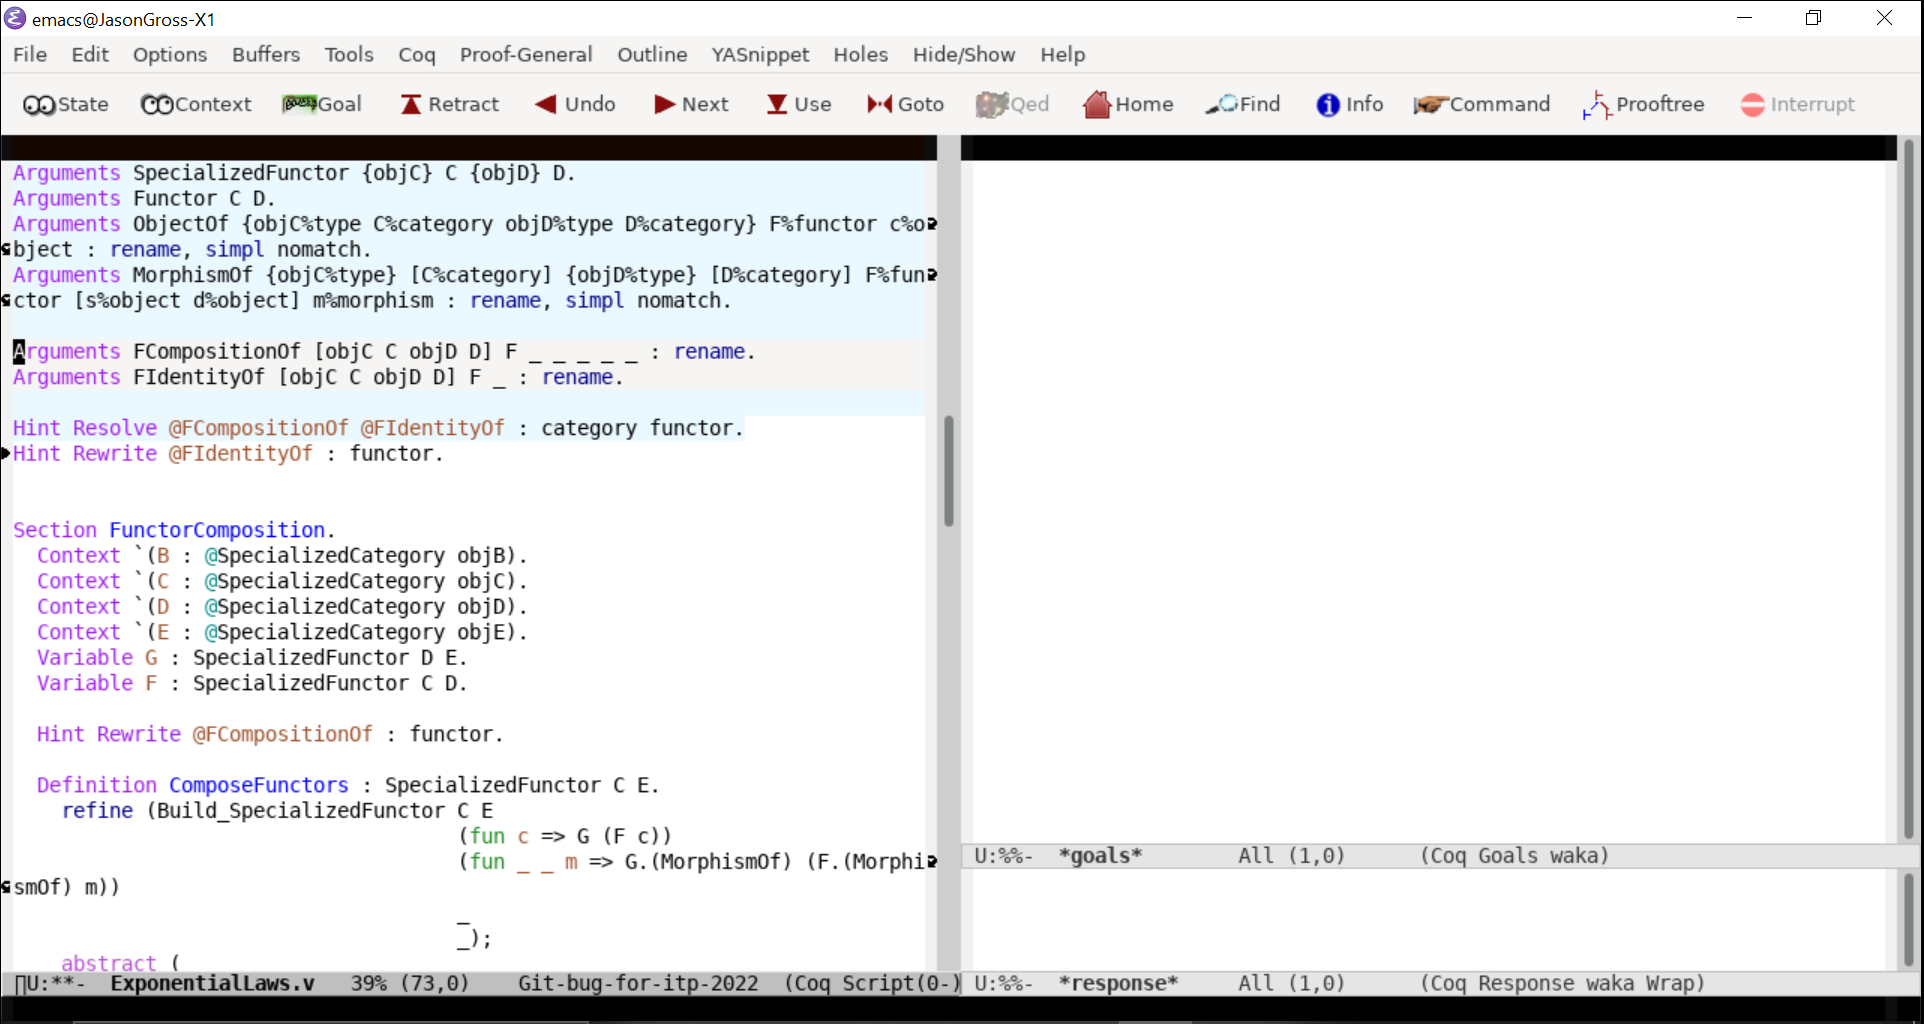 emacs@JasonGross-X1
File Edit Options Buffers Tools Coq Proof-General Outline YASnippet Holes Hide/Show Help
State Context Goal Retract Undo Next Use Goto Qed Home Find Info Command Prooftree Interrupt
Arguments SpecializedFunctor {objC} C {objD} D.
Arguments Functor C D.
Arguments ObjectOf {objC%type C%category objD%type D%category} F%functor c%o
bject : rename, simpl nomatch.
Arguments MorphismOf {objC%type} [C%category] {objD%type} [D%category] F%fun
ctor [s%object d%object] m%morphism : rename, simpl nomatch.
Arguments FCompositionOf [objC C objD D] F _ _ _ _ _ : rename.
Arguments FIdentityOf [objC C objD D] F _ : rename.
Hint Resolve @FCompositionOf @FIdentityOf : category functor.
Hint Rewrite @FIdentityOf : functor.
Section FunctorComposition.
Context `(B : @SpecializedCategory objB).
Context `(C : @SpecializedCategory objC).
Context `(D : @SpecializedCategory objD).
Context `(E : @SpecializedCategory objE).
Variable G : SpecializedFunctor D E.
Variable F : SpecializedFunctor C D.
Hint Rewrite @FCompositionOf : functor.
Definition ComposeFunctors : SpecializedFunctor C E.
refine (Build_SpecializedFunctor C E
(fun c => G (F c))
(fun _ _ m => G.(MorphismOf) (F.(Morphi
smOf) m))
_
_);
abstract (
U:**-  ExponentialLaws.v   39% (73,0)    Git-bug-for-itp-2022  (Coq Script(0-)
U:%%-  *goals*        All (1,0)      (Coq Goals waka)
U:%%-  *response*     All (1,0)      (Coq Response waka Wrap)